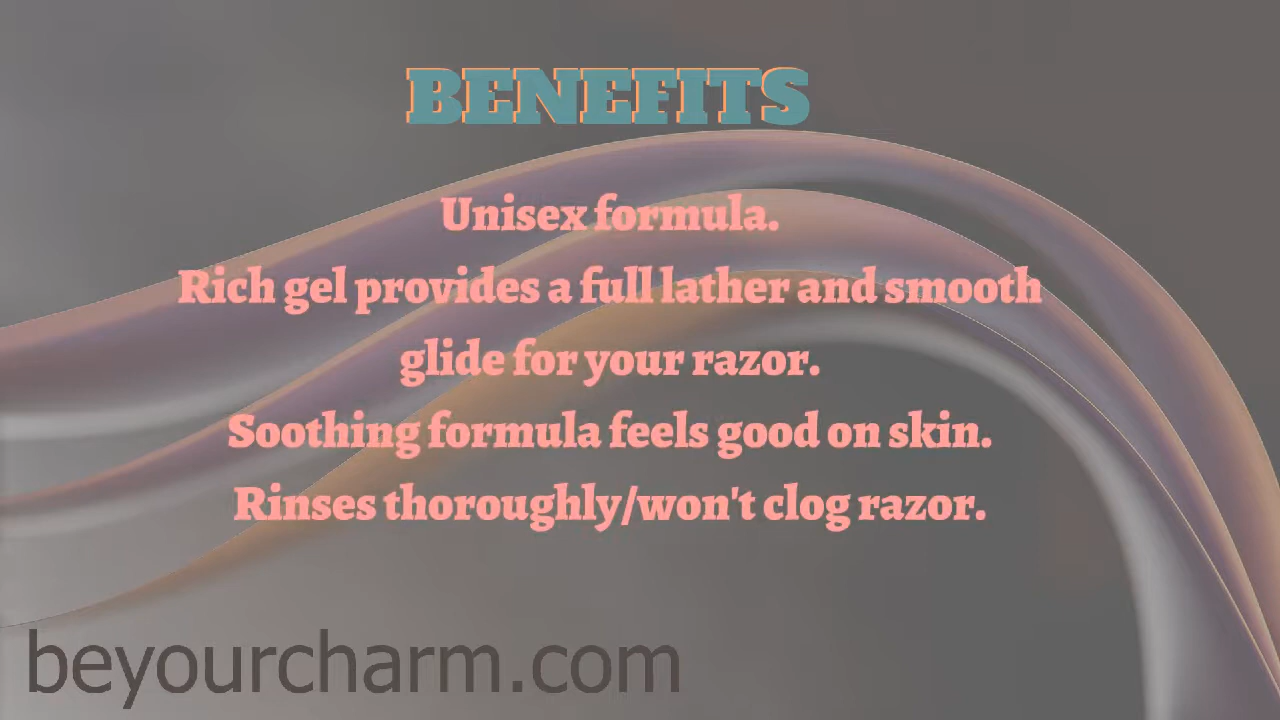 BENEFITS
Unisex formula.
Rich gel provides a full lather and smooth
glide for your razor.
Soothing formula feels good on skin.
Rinses thoroughly/won't clog razor.
beyourcharm.com